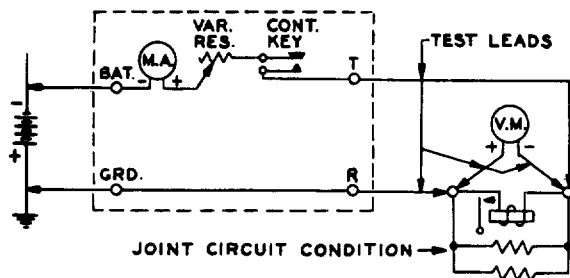 VAR. RES.
CONT. KEY
M.A.
- +
BAT.
T
TEST LEADS
-
+
V.M.
+ -
GRD.
R
JOINT CIRCUIT CONDITION